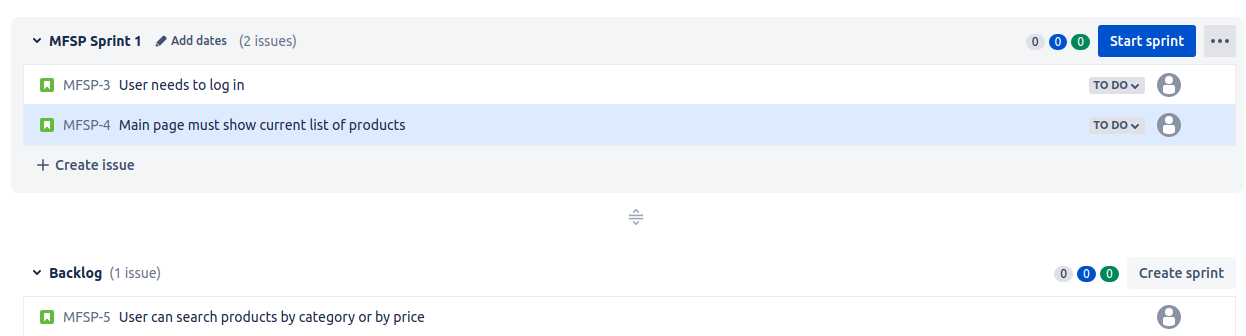 MFSP Sprint 1 Add dates (2 issues) 0 0 0 Start sprint
MFSP-3 User needs to log in TO DO
MFSP-4 Main page must show current list of products TO DO
Create issue
Backlog (1 issue) 0 0 0 Create sprint
MFSP-5 User can search products by category or by price